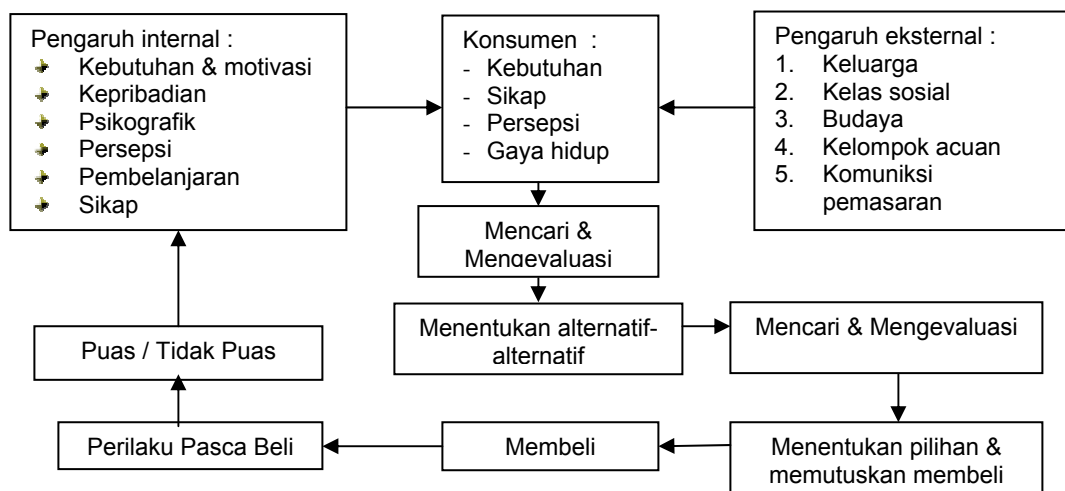 Pengaruh internal :
Kebutuhan & motivasi
Kepribadian
Psikografik
Persepsi
Pembelanjaran
Sikap
Konsumen :
- Kebutuhan
- Sikap
- Persepsi
- Gaya hidup
Pengaruh eksternal :
1. Keluarga
2. Kelas sosial
3. Budaya
4. Kelompok acuan
5. Komuniksi
pemasaran
Mencari &
Mengevaluasi
Menentukan alternatif-
alternatif
Mencari & Mengevaluasi
Puas / Tidak Puas
Perilaku Pasca Beli
Membeli
Menentukan pilihan &
memutuskan membeli